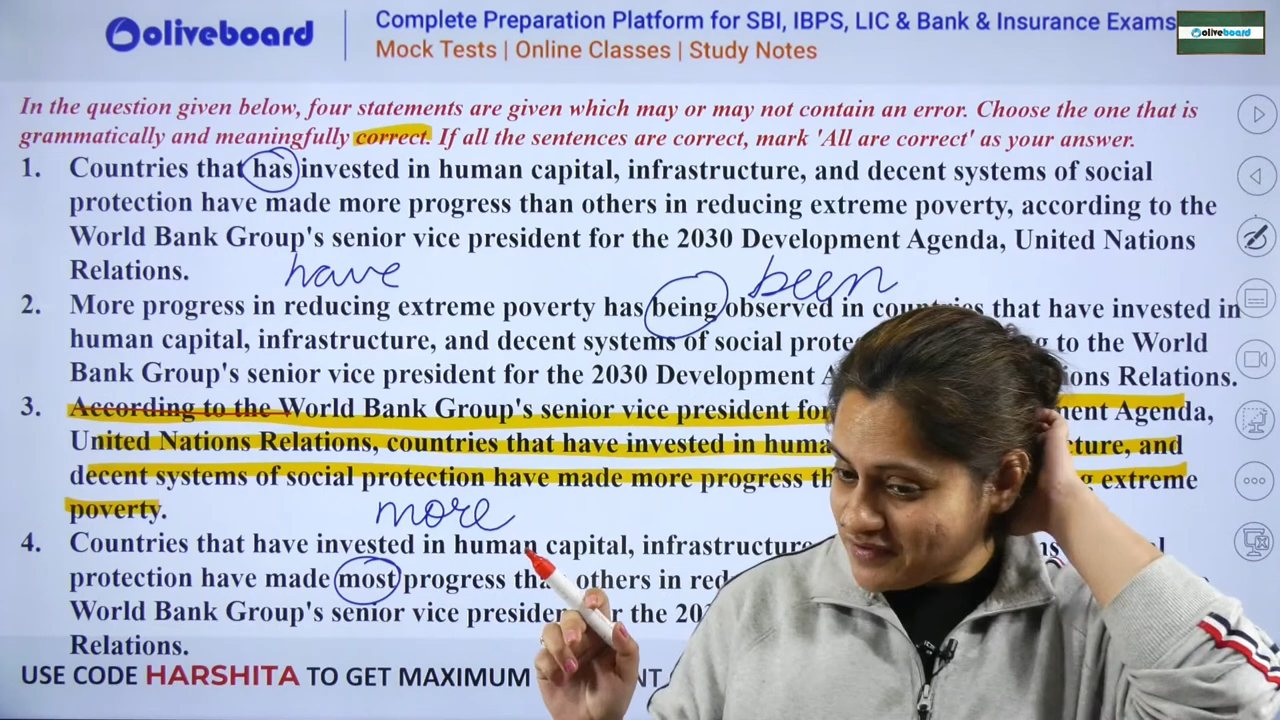 oliveboard
Complete Preparation Platform for SBI, IBPS, LIC & Bank & Insurance Exams
Mock Tests | Online Classes | Study Notes
oliveboard
In the question given below, four statements are given which may or may not contain an error. Choose the one that is
grammatically and meaningfully correct. If all the sentences are correct, mark 'All are correct' as your answer.
1. Countries that has invested in human capital, infrastructure, and decent systems of social
protection have made more progress than others in reducing extreme poverty, according to the
World Bank Group's senior vice president for the 2030 Development Agenda, United Nations
Relations.
have been
2. More progress in reducing extreme poverty has being observed in countries that have invested in
human capital, infrastructure, and decent systems of social to the World
Bank Group's senior vice president for the 2030 Development Relations.
3. According to the World Bank Group's senior vice president for Agenda,
United Nations Relations, countries that have invested in and
decent systems of social protection have made more progress extreme
poverty.
more
4. Countries that have invested in human capital, infrastructure
protection have made most progress others in
World Bank Group's senior vice the
Relations.
USE CODE HARSHITA TO GET MAXIMUM